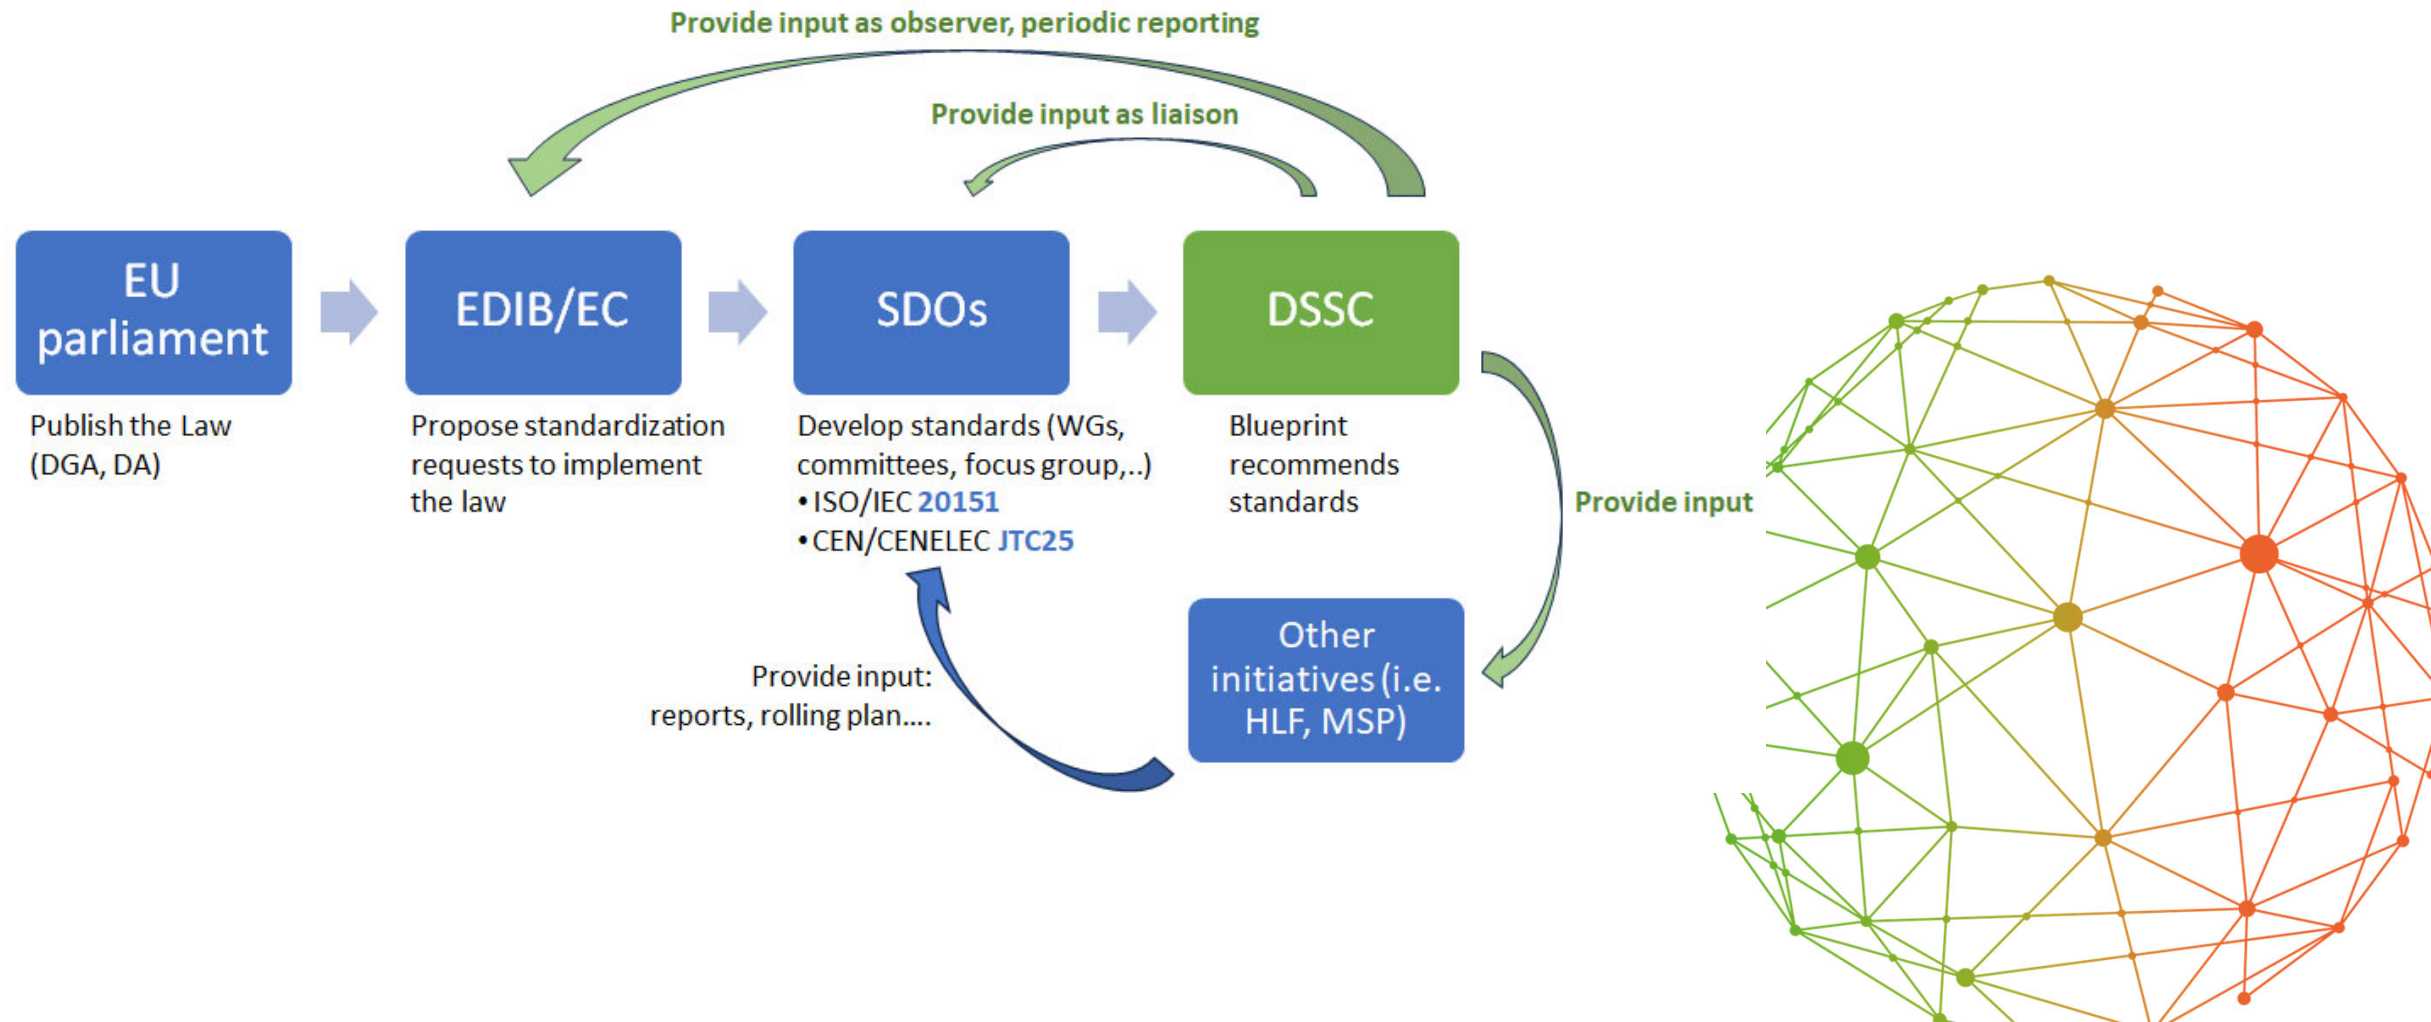 Provide input as observer, periodic reporting
Provide input as liaison
EU
parliament
EDIB/EC
SDOs
DSSC
Publish the Law
(DGA, DA)
Propose standardization
requests to implement
the law
Develop standards (WGs,
committees, focus group,..)
• ISO/IEC 20151
• CEN/CENELEC JTC25
Blueprint
recommends
standards
Provide input
Other
initiatives (i.e.
HLF, MSP)
Provide input:
reports, rolling plan....